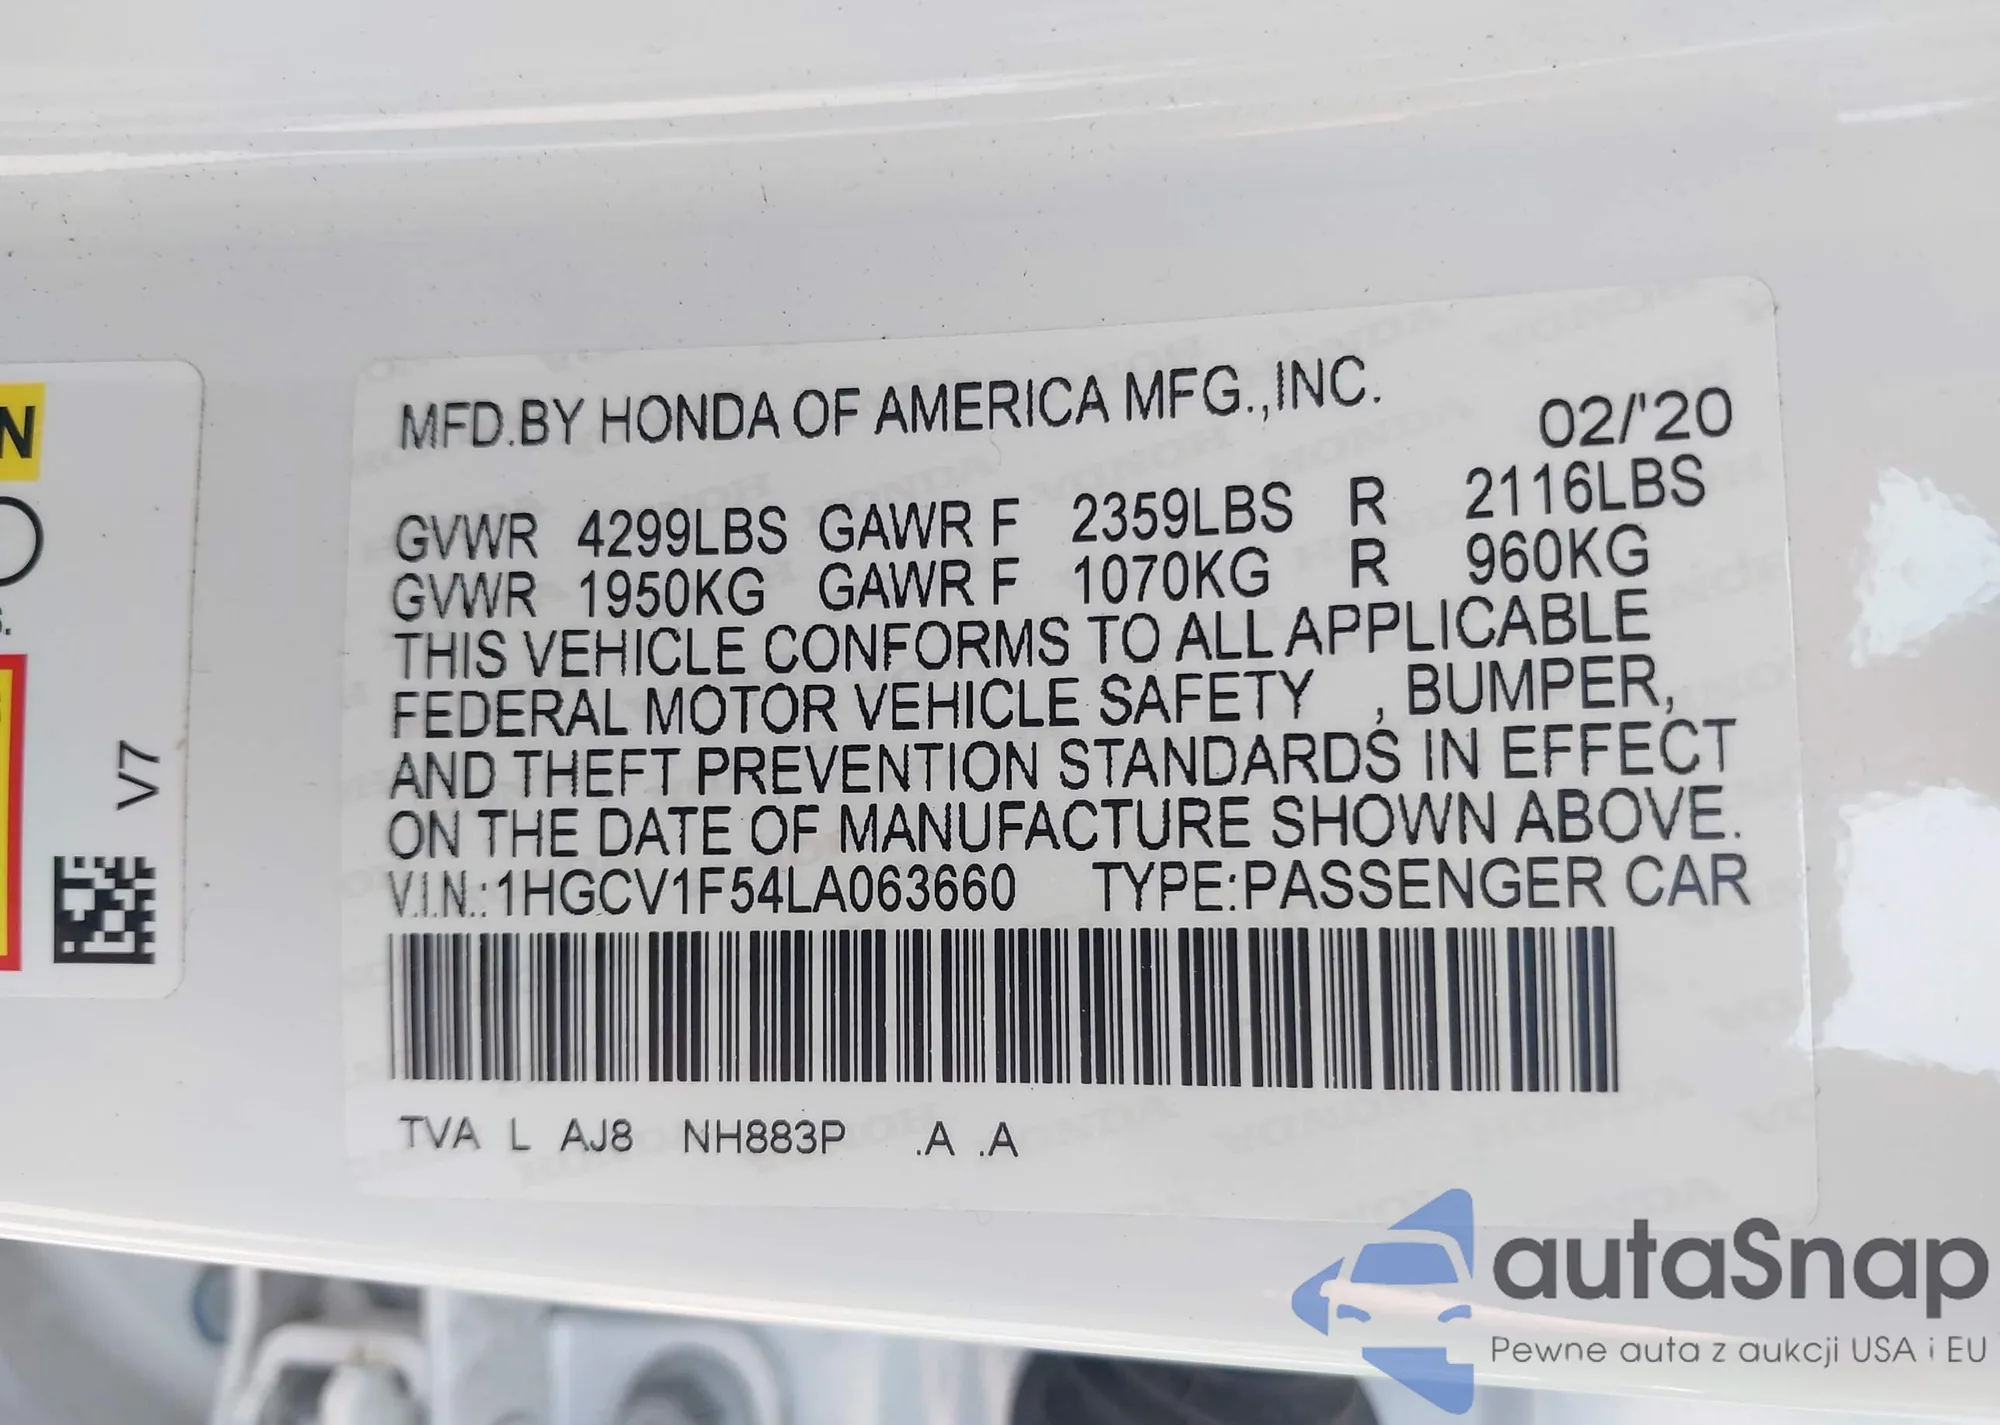 MFD.BY HONDA OF AMERICA MFG.,INC. 02/'20
GVWR 4299LBS GAWR F 2359LBS R 2116LBS
GVWR 1950KG GAWR F 1070KG R 960KG
THIS VEHICLE CONFORMS TO ALL APPLICABLE
FEDERAL MOTOR VEHICLE SAFETY , BUMPER,
AND THEFT PREVENTION STANDARDS IN EFFECT
ON THE DATE OF MANUFACTURE SHOWN ABOVE.
V.I.N.:1HGCV1F54LA063660 TYPE:PASSENGER CAR
TVA L AJ8 NH883P .A .A
V7
autaSnap
Pewne auta z aukcji USA i EU